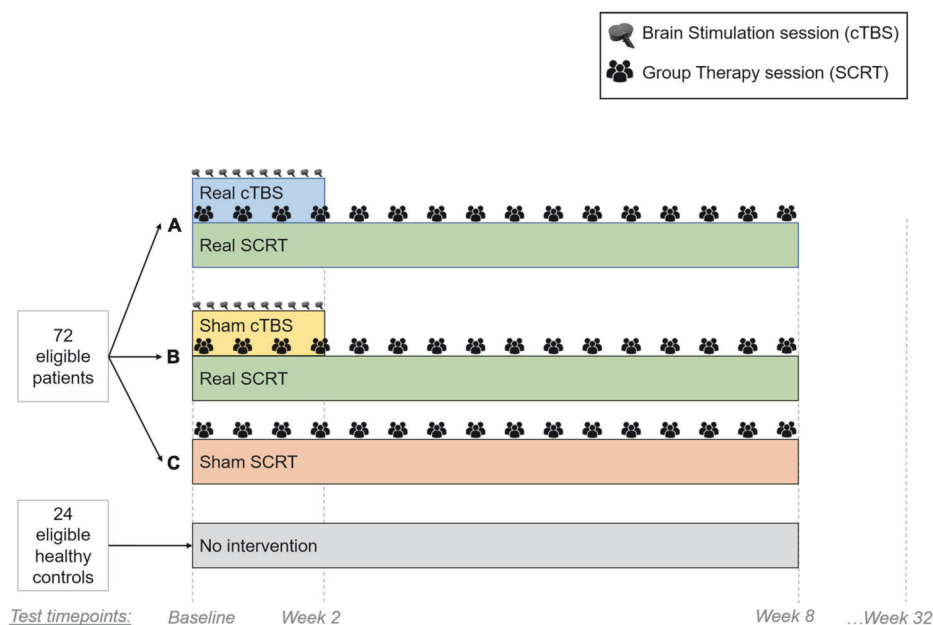 Brain Stimulation session (cTBS)
Group Therapy session (SCRT)
Real cTBS
A
Real SCRT
72
eligible
patients
Sham cTBS
B
Real SCRT
C
Sham SCRT
24
eligible
healthy
controls
No intervention
Test timepoints: Baseline Week 2 Week 8 ...Week 32